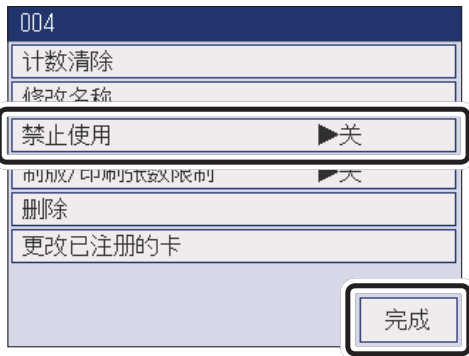 004
计数清除
修改名称
禁止使用 ▶关
制版/印刷张数限制 ▶关
删除
更改已注册的卡
完成